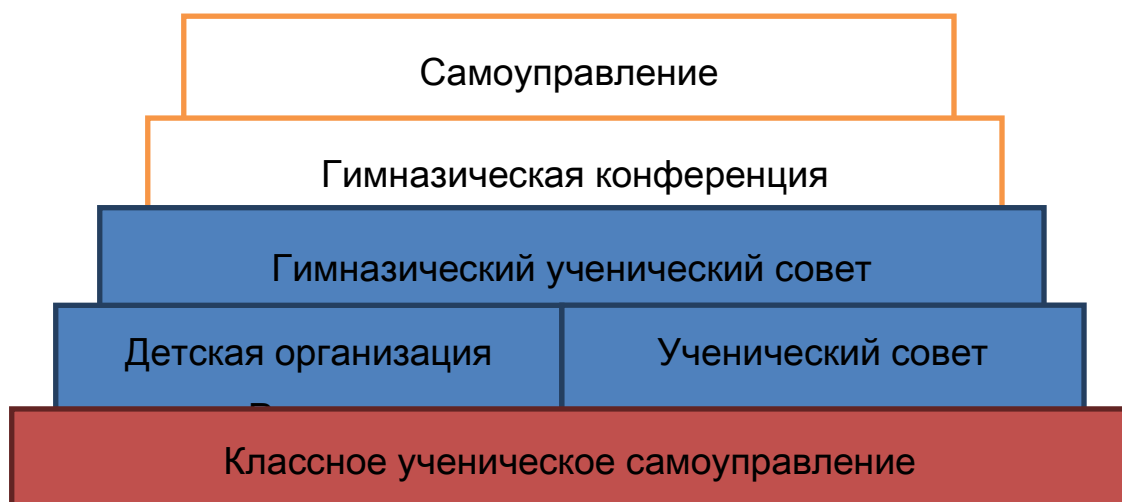 Самоуправление
Гимназическая конференция
Гимназический ученический совет
Детская организация
Ученический совет
Классное ученическое самоуправление